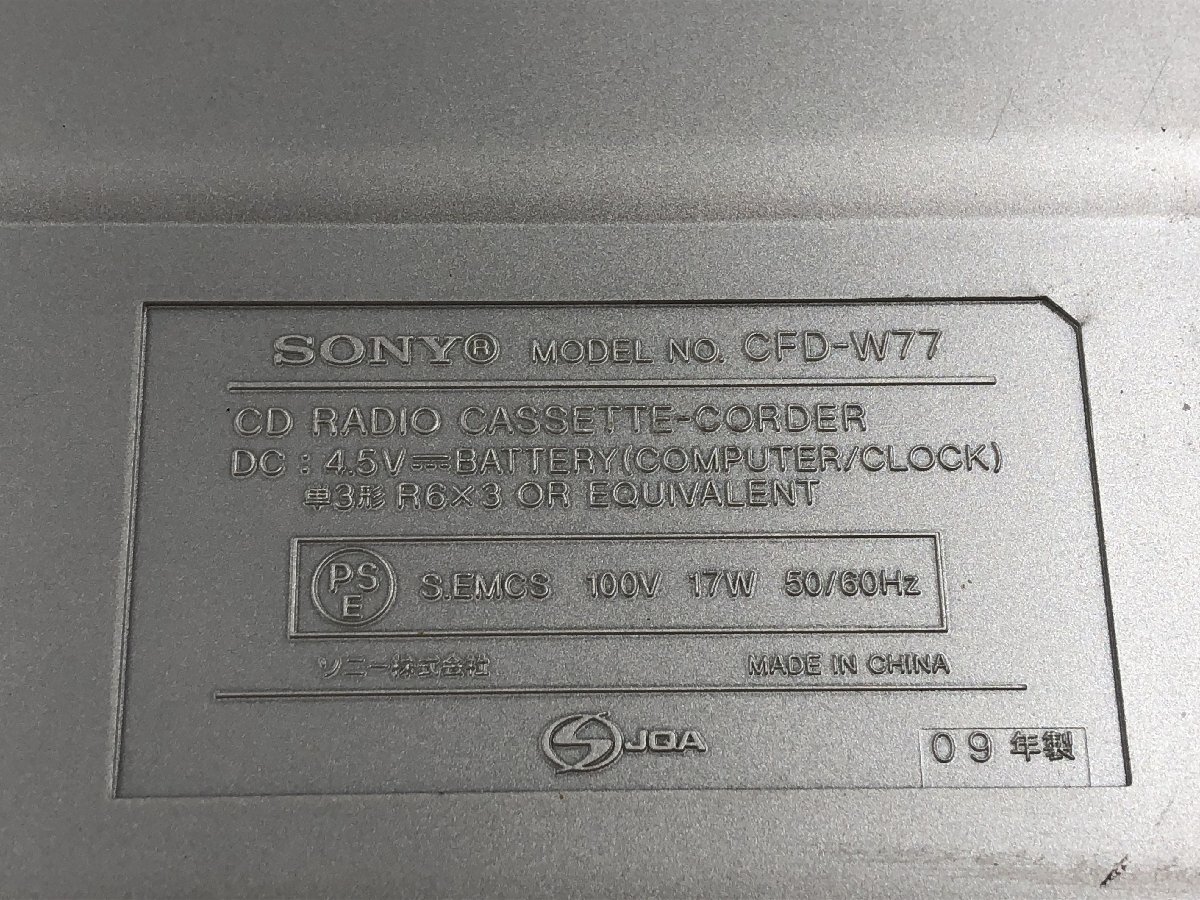 SONY® MODEL NO. CFD-W77
CD RADIO CASSETTE-CORDER
DC : 4.5V⎓BATTERY(COMPUTER/CLOCK)
単3形 R6×3 OR EQUIVALENT
PSE S.EMCS 100V 17W 50/60Hz
ソニー株式会社 MADE IN CHINA
JQA
09年製